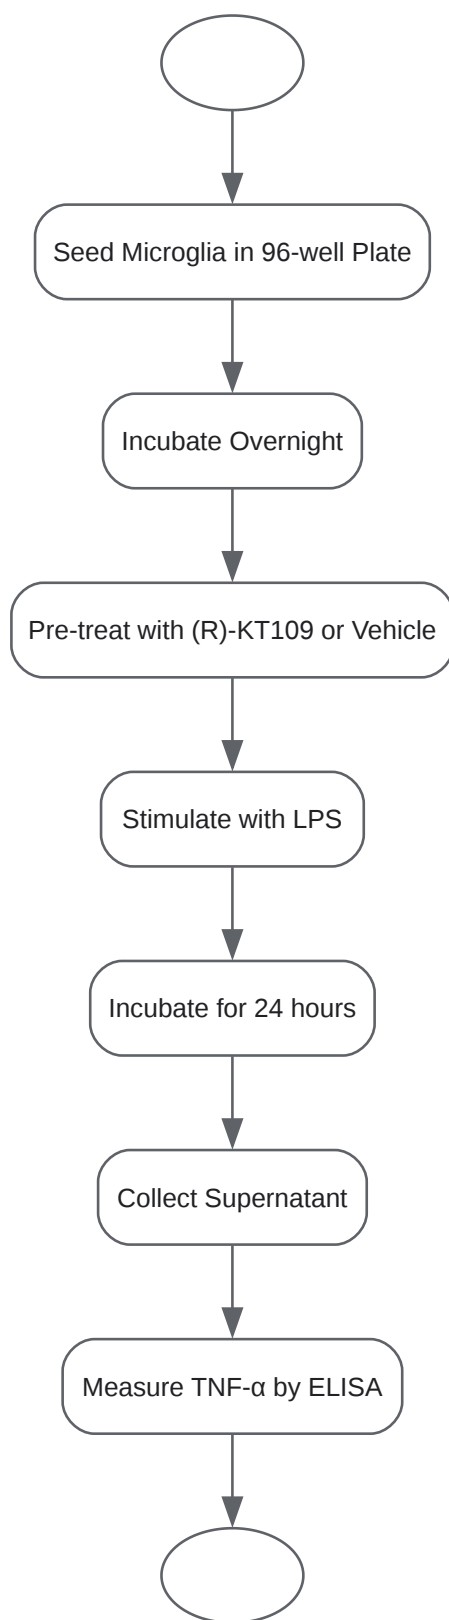 Seed Microglia in 96-well Plate
Incubate Overnight
Pre-treat with (R)-KT109 or Vehicle
Stimulate with LPS
Incubate for 24 hours
Collect Supernatant
Measure TNF-α by ELISA